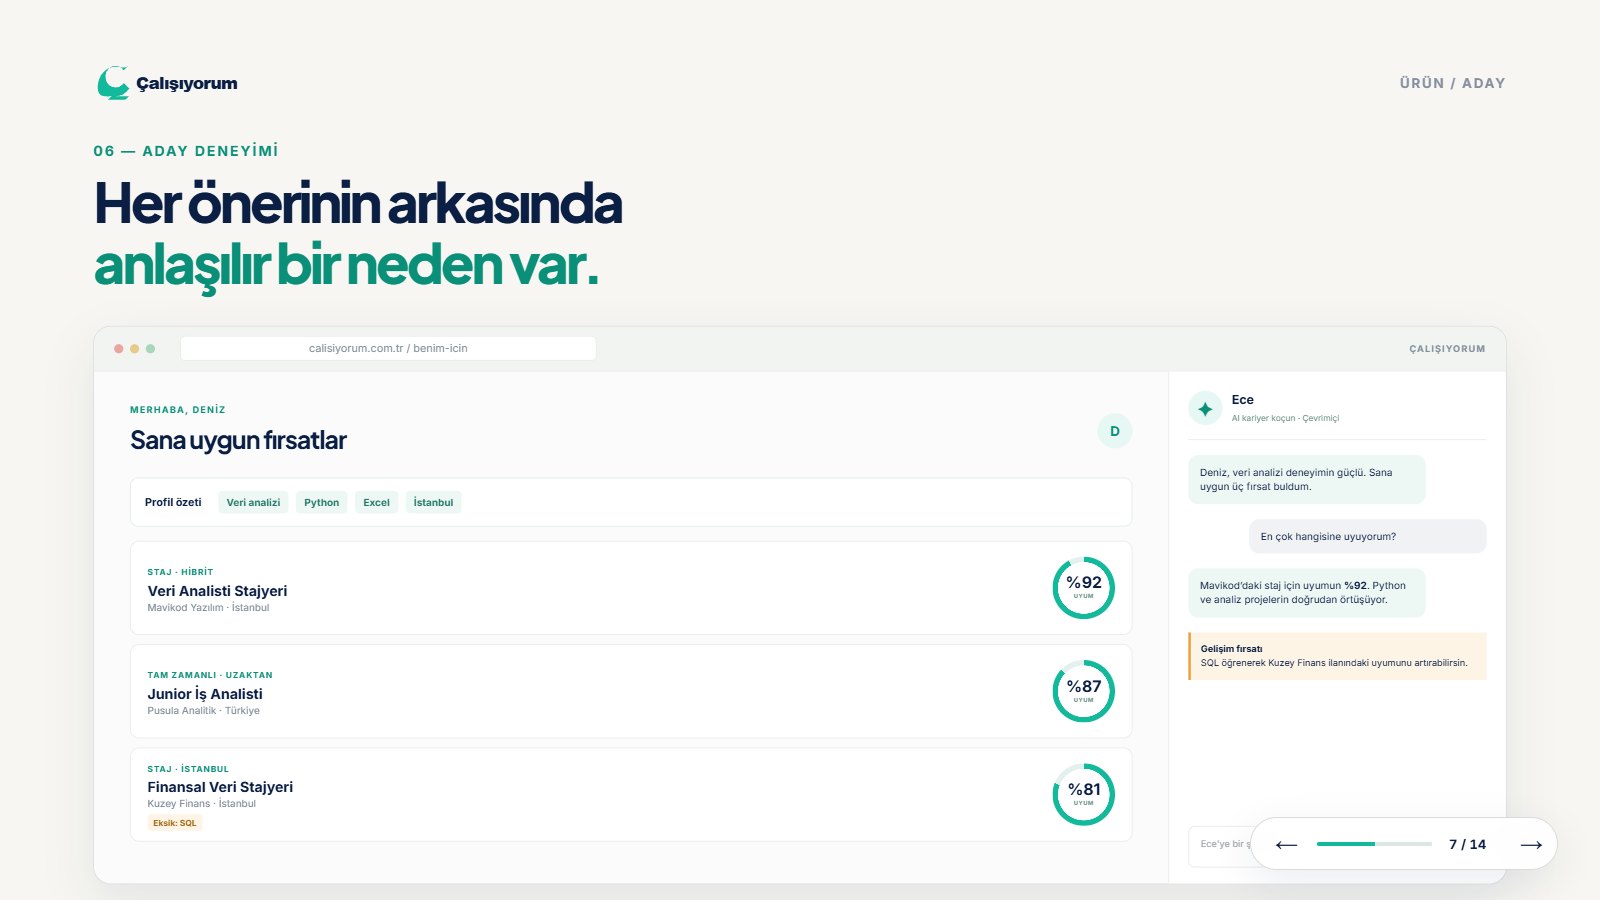 Çalışıyorum
ÜRÜN / ADAY
06 — ADAY DENEYİMİ
Her önerinin arkasında
anlaşılır bir neden var.
calisiyorum.com.tr / benim-icin
ÇALIŞIYORUM
MERHABA, DENİZ
Sana uygun fırsatlar
D
Profil özeti
Veri analizi
Python
Excel
İstanbul
STAJ · HİBRİT
Veri Analisti Stajyeri
Mavikod Yazılım · İstanbul
%92
UYUM
TAM ZAMANLI · UZAKTAN
Junior İş Analisti
Pusula Analitik · Türkiye
%87
UYUM
STAJ · İSTANBUL
Finansal Veri Stajyeri
Kuzey Finans · İstanbul
Eksik: SQL
%81
UYUM
Ece
AI kariyer koçun · Çevrimiçi
Deniz, veri analizi deneyimin güçlü. Sana
uygun üç fırsat buldum.
En çok hangisine uyuyorum?
Mavikod'daki staj için uyumun %92. Python
ve analiz projelerin doğrudan örtüşüyor.
Gelişim fırsatı
SQL öğrenerek Kuzey Finans ilanındaki uyumunu artırabilirsin.
Ece'ye bir
← 7 / 14 →